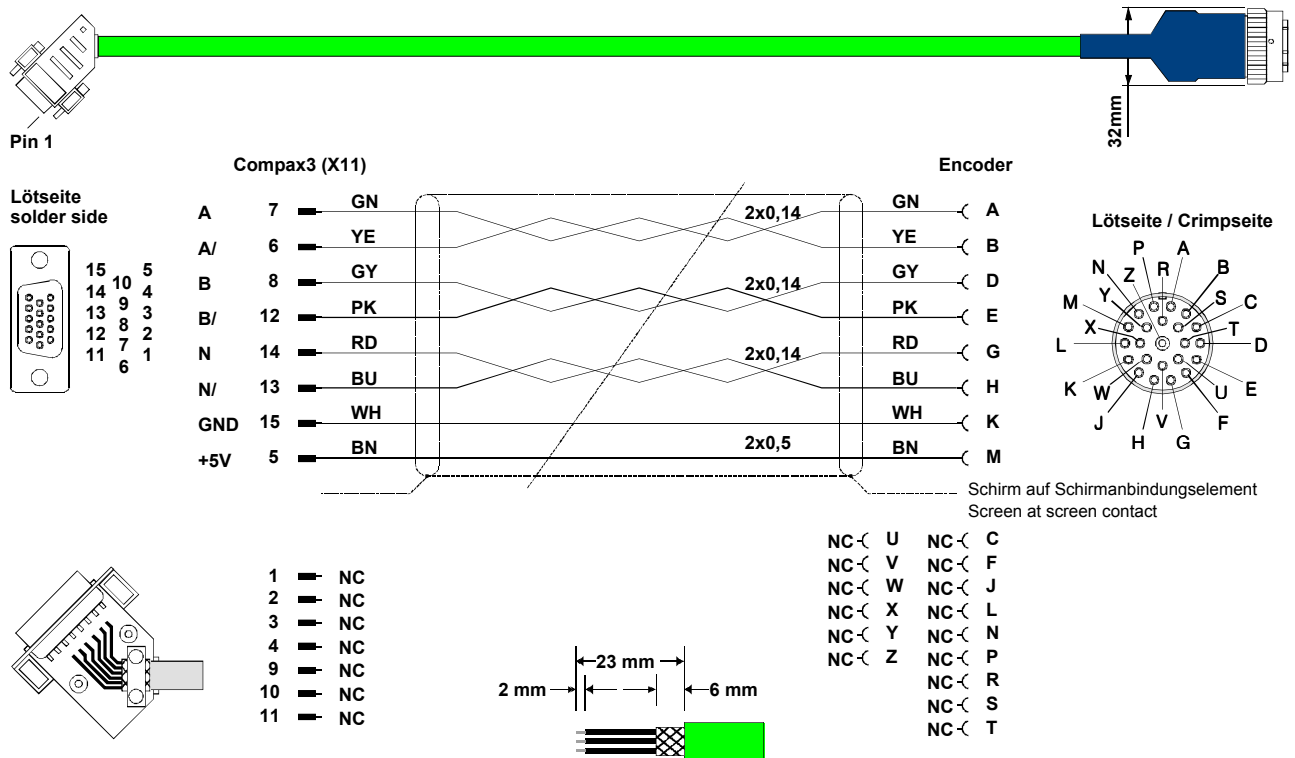 32mm
Pin 1
Compax3 (X11) Encoder
Lötseite
solder side
15 10 5
14 9 4
13 8 3
12 7 2
11 6 1
A 7 GN 2x0,14 GN A
A/ 6 YE YE B
B 8 GY 2x0,14 GY D
B/ 12 PK PK E
N 14 RD 2x0,14 RD G
N/ 13 BU BU H
GND 15 WH WH K
+5V 5 BN 2x0,5 BN M
Lötseite / Crimpseite
P A
N Z R B
M Y S C
X T
L D
K W U E
J V F
H G
Schirm auf Schirmanbindungselement
Screen at screen contact
NC U NC C
NC V NC F
NC W NC J
NC X NC L
NC Y NC N
NC Z NC P
NC R
NC S
NC T
1 NC
2 NC
3 NC
4 NC
9 NC
10 NC
11 NC
23 mm
2 mm 6 mm